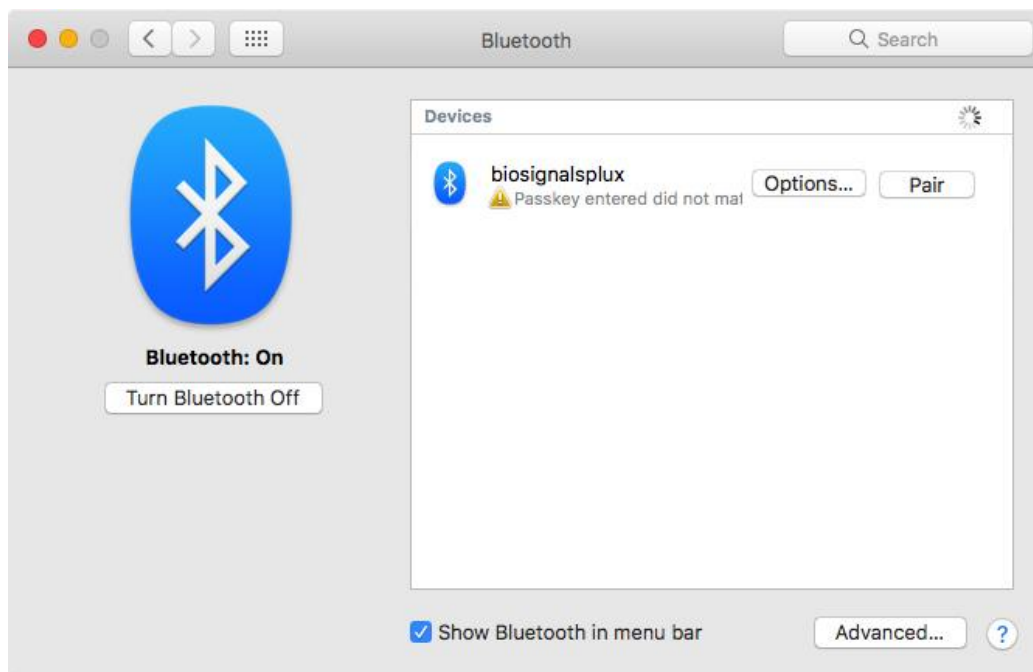 Bluetooth
Search
Devices
biosignalsplux
Options...
Pair
Passkey entered did not mat
Bluetooth: On
Turn Bluetooth Off
Show Bluetooth in menu bar
Advanced...
?